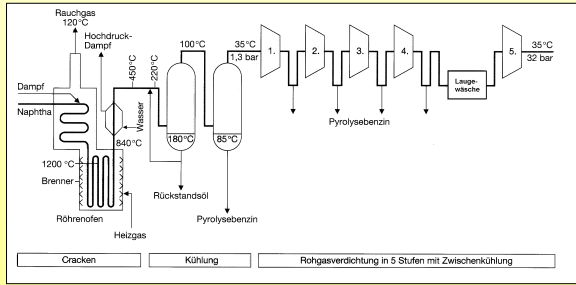 Rauchgas
120°C
Hochdruck-
Dampf
Dampf
Naphtha
1200 °C
Brenner
Röhrenofen
Heizgas
840°C
Wasser
450°C
220°C
100°C
180°C
Rückstandsöl
35°C
1,3 bar
85°C
Pyrolysebenzin
1.
2.
3.
4.
Pyrolysebenzin
Lauge-
wäsche
5.
35°C
32 bar
Cracken
Kühlung
Rohgasverdichtung in 5 Stufen mit Zwischenkühlung